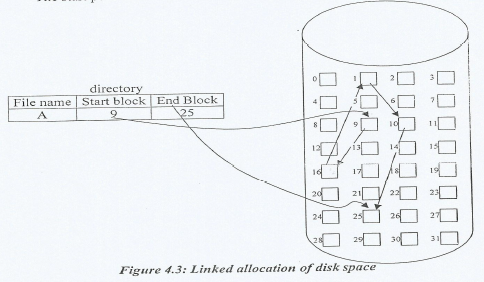 directory
File name Start block End Block
A 9 25
0 1 2 3
4 5 6 7
8 9 10 11
12 13 14 15
16 17 18 19
20 21 22 23
24 25 26 27
28 29 30 31
Figure 4.3: Linked allocation of disk space